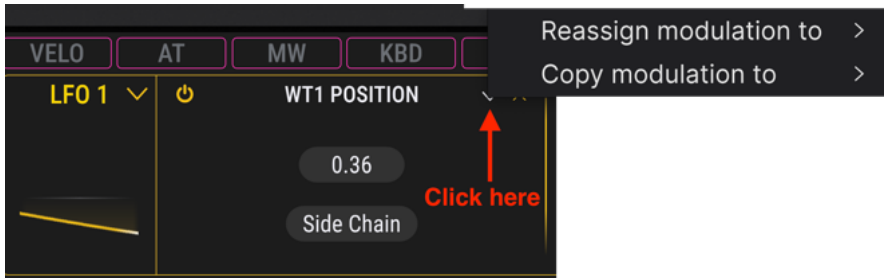 Reassign modulation to >
Copy modulation to >
VELO AT MW KBD
LFO 1 WT1 POSITION
0.36
Click here
Side Chain